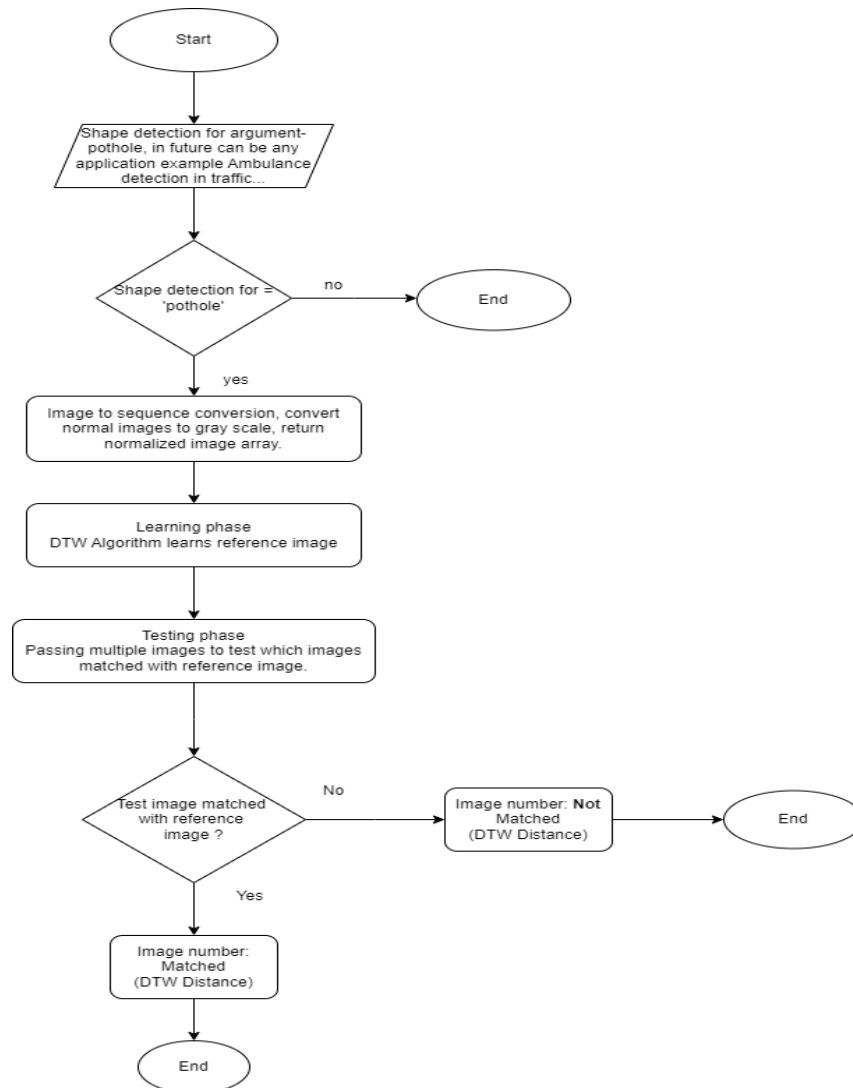 Start
Shape detection for argument-
pothole, in future can be any
application example Ambulance
detection in traffic...
Shape detection for =
'pothole'
no
End
yes
Image to sequence conversion, convert
normal images to gray scale, return
normalized image array.
Learning phase
DTW Algorithm learns reference image
Testing phase
Passing multiple images to test which images
matched with reference image.
Test image matched
with reference
image ?
No
Image number: Not
Matched
(DTW Distance)
End
Yes
Image number:
Matched
(DTW Distance)
End